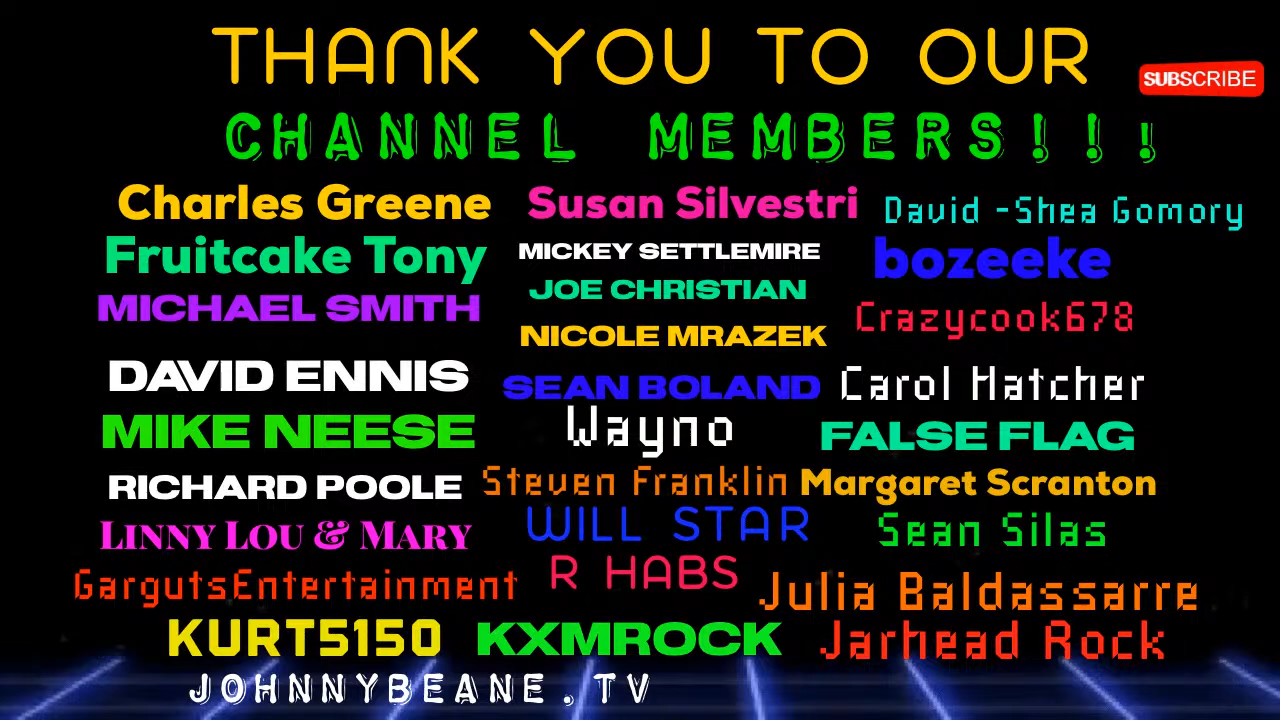 THANK YOU TO OUR
SUBSCRIBE
CHANNEL MEMBERS!!!
Charles Greene Susan Silvestri David -Shea Gomory
Fruitcake Tony MICKEY SETTLEMIRE bozeeke
MICHAEL SMITH JOE CHRISTIAN Crazycook678
NICOLE MRAZEK
DAVID ENNIS SEAN BOLAND Carol Hatcher
MIKE NEESE Wayno FALSE FLAG
RICHARD POOLE Steven Franklin Margaret Scranton
LINNY LOU & MARY WILL STAR Sean Silas
GargutsEntertainment R HABS Julia Baldassarre
KURT5150 KXMROCK Jarhead Rock
JOHNNYBEANE.TV